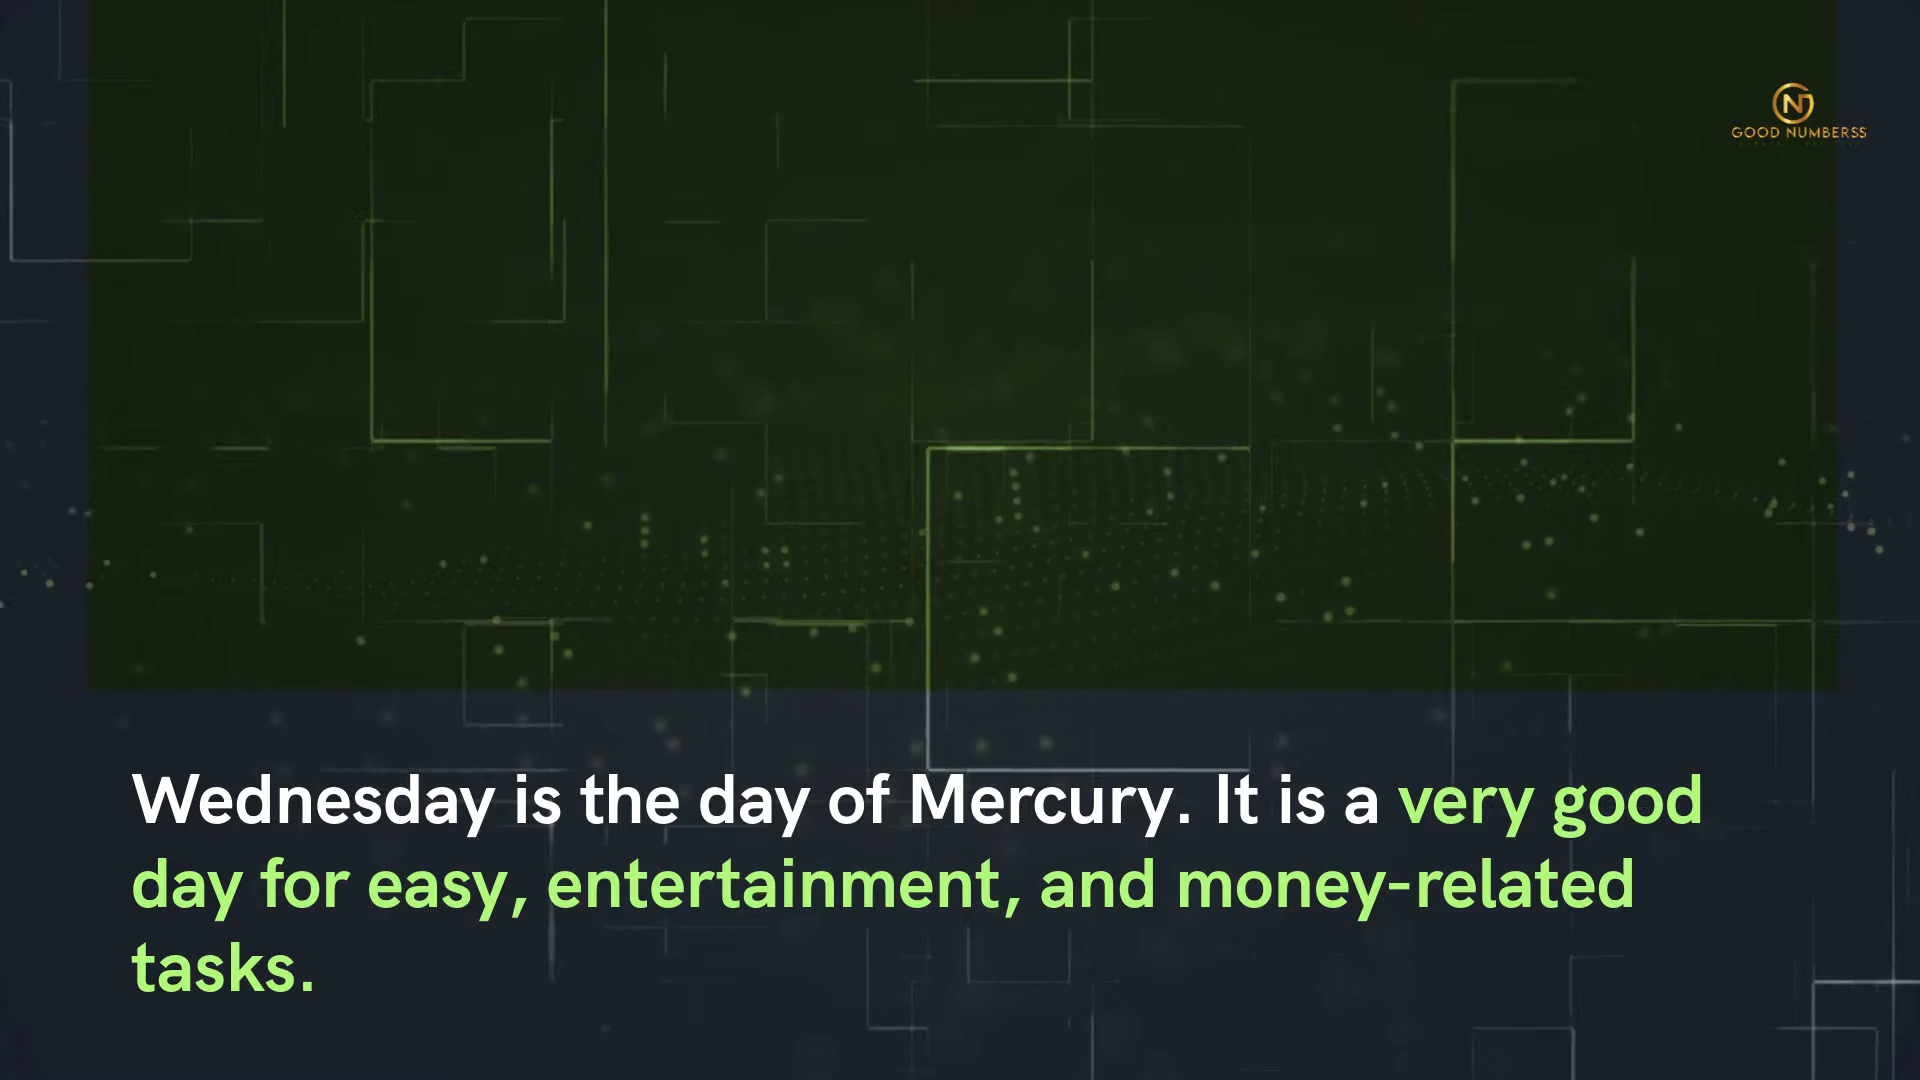 GOOD NUMBERSS
Wednesday is the day of Mercury. It is a very good
day for easy, entertainment, and money-related
tasks.